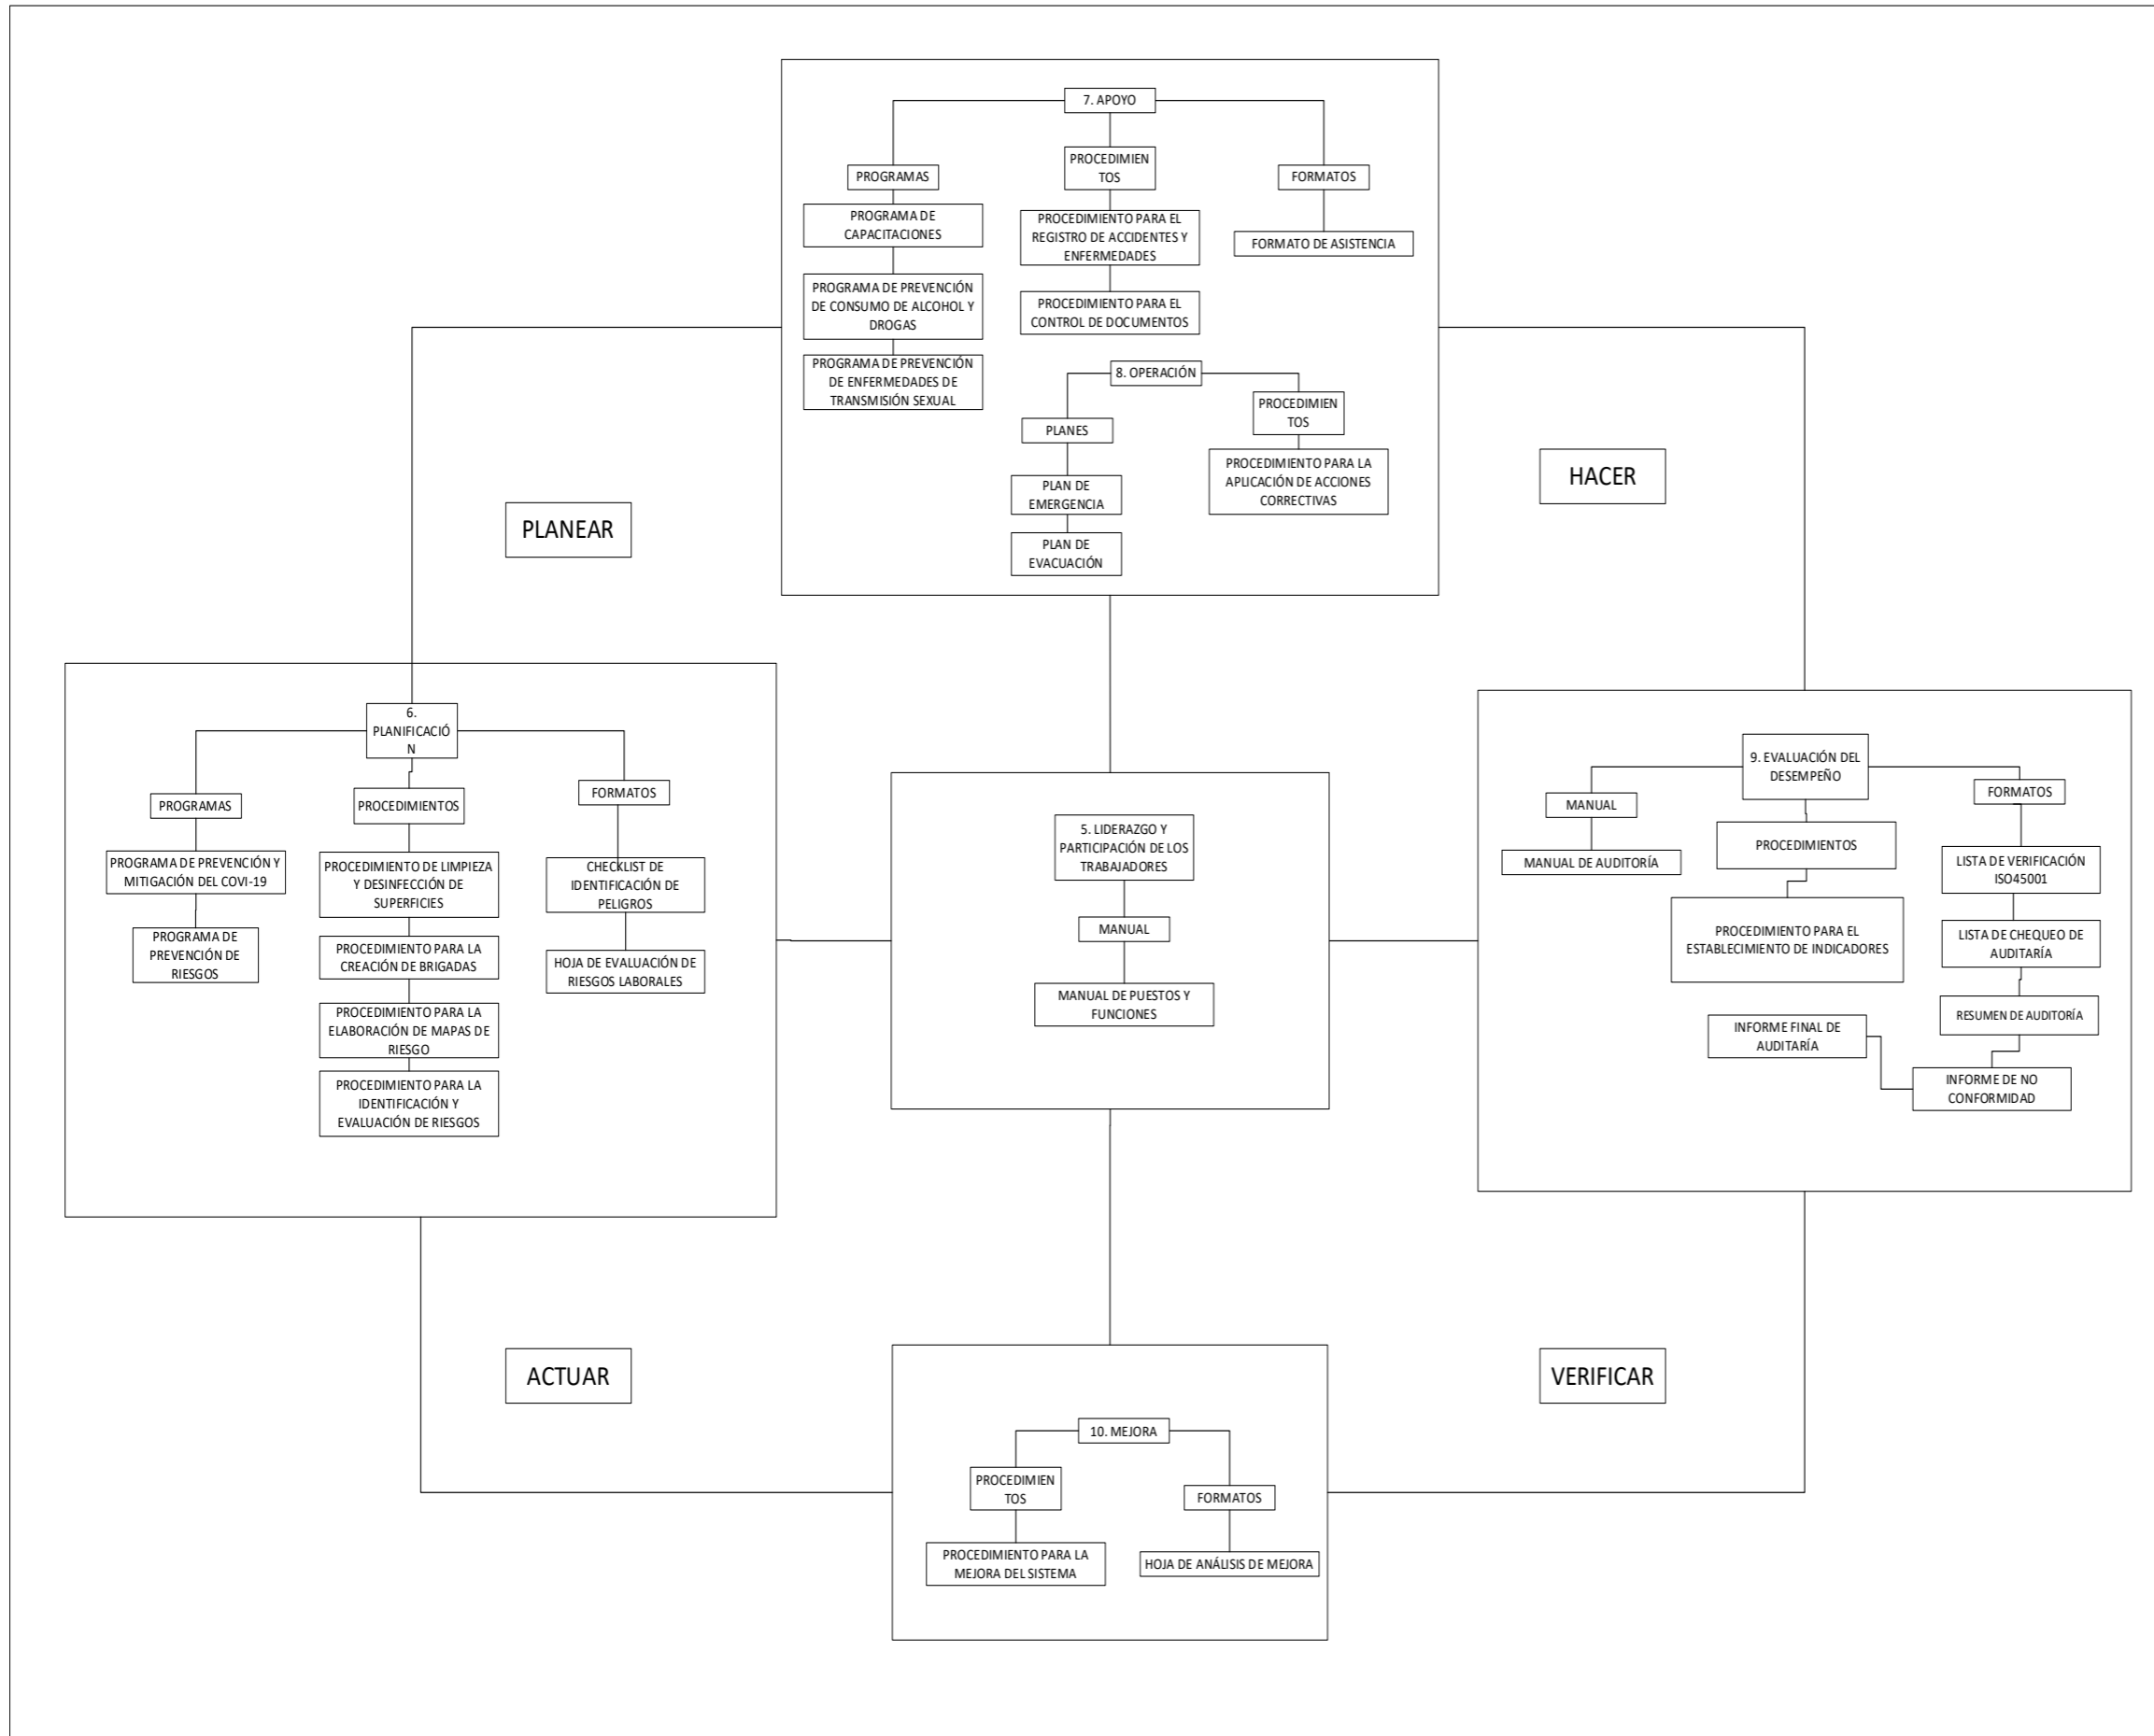 7. APOYO
PROGRAMAS
PROGRAMA DE
CAPACITACIONES
PROGRAMA DE PREVENCIÓN
DE CONSUMO DE ALCOHOL Y
DROGAS
PROGRAMA DE PREVENCIÓN
DE ENFERMEDADES DE
TRANSMISIÓN SEXUAL
PROCEDIMIEN
TOS
PROCEDIMIENTO PARA EL
REGISTRO DE ACCIDENTES Y
ENFERMEDADES
PROCEDIMIENTO PARA EL
CONTROL DE DOCUMENTOS
FORMATOS
FORMATO DE ASISTENCIA
8. OPERACIÓN
PLANES
PLAN DE
EMERGENCIA
PLAN DE
EVACUACIÓN
PROCEDIMIEN
TOS
PROCEDIMIENTO PARA LA
APLICACIÓN DE ACCIONES
CORRECTIVAS
PLANEAR
HACER
6.
PLANIFICACIÓ
N
PROGRAMAS
PROGRAMA DE PREVENCIÓN Y
MITIGACIÓN DEL COVI-19
PROGRAMA DE
PREVENCIÓN DE
RIESGOS
PROCEDIMIENTOS
PROCEDIMIENTO DE LIMPIEZA
Y DESINFECCIÓN DE
SUPERFICIES
PROCEDIMIENTO PARA LA
CREACIÓN DE BRIGADAS
PROCEDIMIENTO PARA LA
ELABORACIÓN DE MAPAS DE
RIESGO
PROCEDIMIENTO PARA LA
IDENTIFICACIÓN Y
EVALUACIÓN DE RIESGOS
FORMATOS
CHECKLIST DE
IDENTIFICACIÓN DE
PELIGROS
HOJA DE EVALUACIÓN DE
RIESGOS LABORALES
5. LIDERAZGO Y
PARTICIPACIÓN DE LOS
TRABAJADORES
MANUAL
MANUAL DE PUESTOS Y
FUNCIONES
9. EVALUACIÓN DEL
DESEMPEÑO
MANUAL
MANUAL DE AUDITORÍA
PROCEDIMIENTOS
PROCEDIMIENTO PARA EL
ESTABLECIMIENTO DE INDICADORES
FORMATOS
LISTA DE VERIFICACIÓN
ISO45001
LISTA DE CHEQUEO DE
AUDITARÍA
RESUMEN DE AUDITORÍA
INFORME DE NO
CONFORMIDAD
INFORME FINAL DE
AUDITARÍA
ACTUAR
VERIFICAR
10. MEJORA
PROCEDIMIEN
TOS
PROCEDIMIENTO PARA LA
MEJORA DEL SISTEMA
FORMATOS
HOJA DE ANÁLISIS DE MEJORA